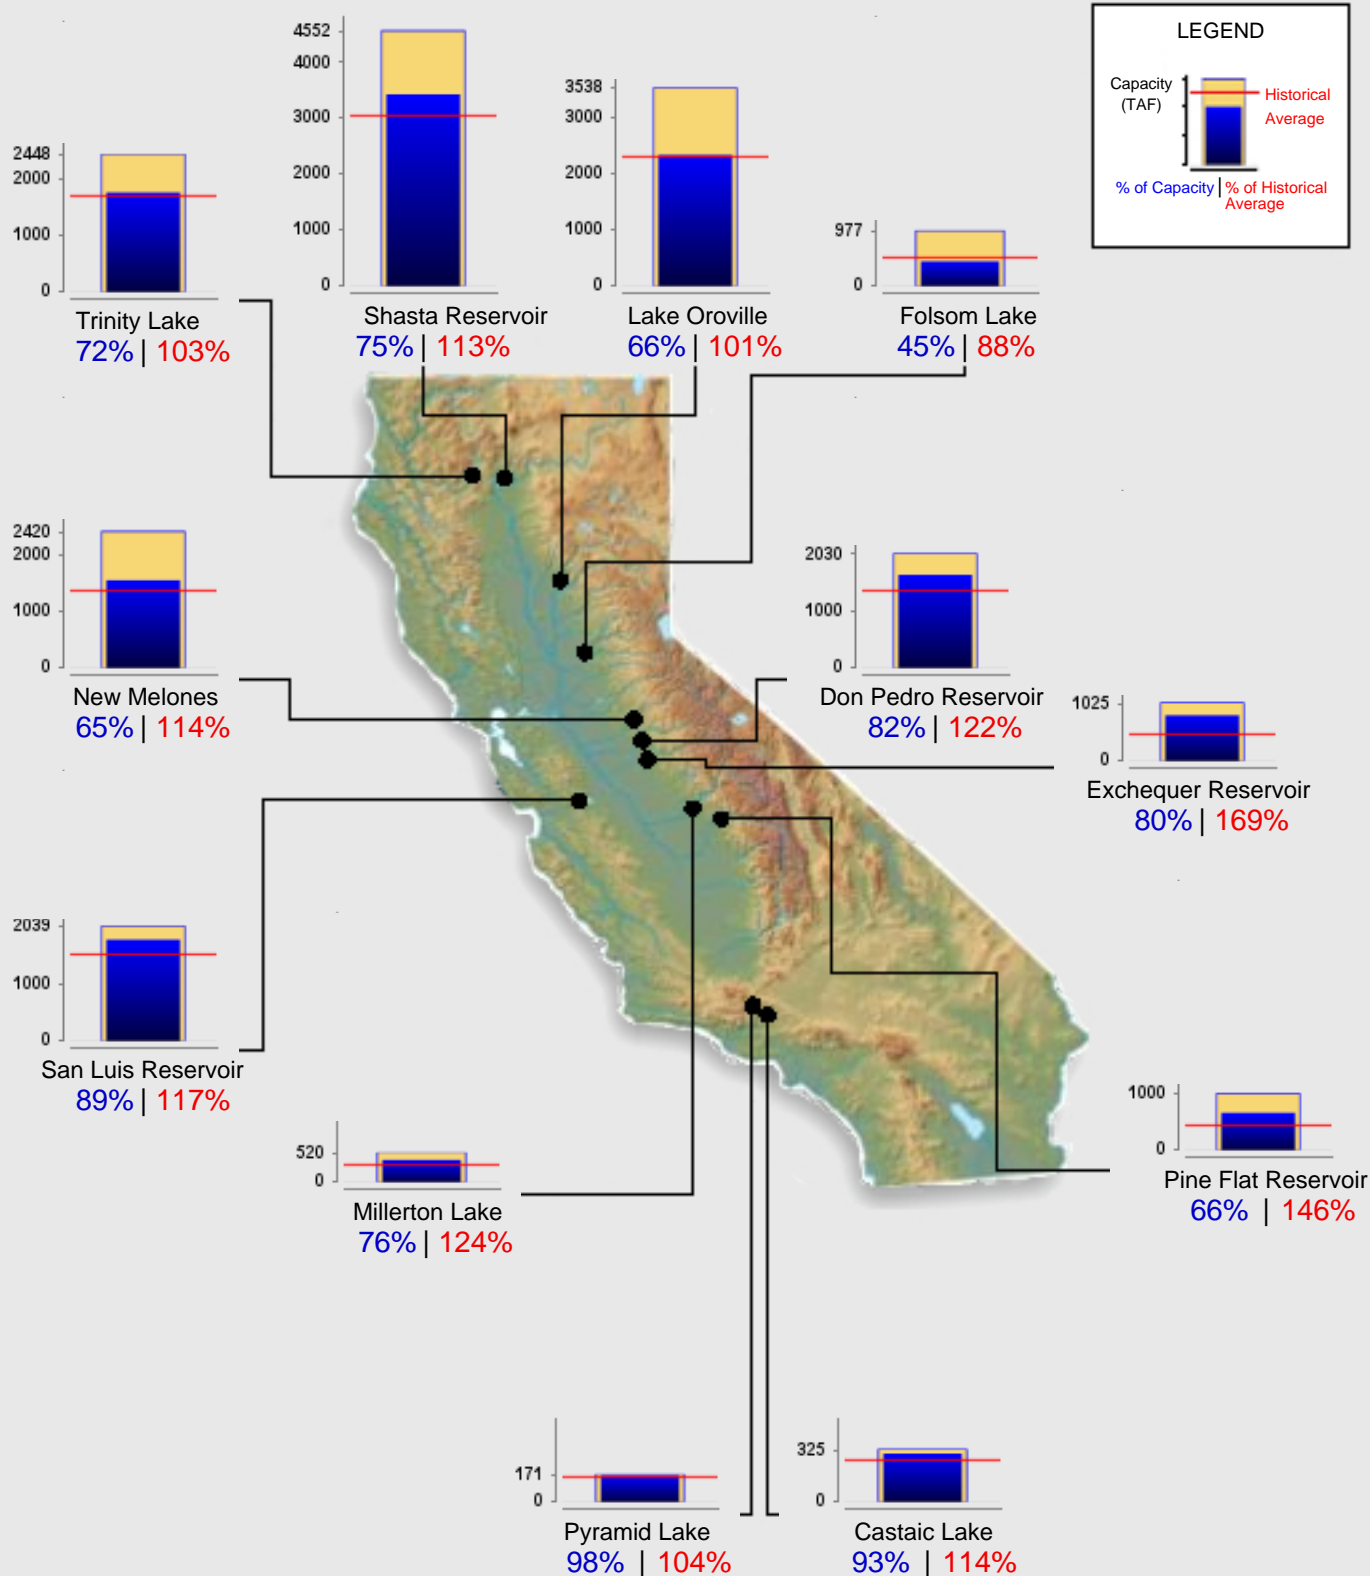 LEGEND
Capacity
(TAF)
Historical
Average
% of Capacity | % of Historical
Average
4552
4000
3000
2000
1000
0
Shasta Reservoir
75% | 113%
3538
3000
2000
1000
0
Lake Oroville
66% | 101%
2448
2000
1000
0
Trinity Lake
72% | 103%
977
0
Folsom Lake
45% | 88%
2420
2000
1000
0
New Melones
65% | 114%
2030
1000
0
Don Pedro Reservoir
82% | 122%
1025
0
Exchequer Reservoir
80% | 169%
2039
1000
0
San Luis Reservoir
89% | 117%
520
0
Millerton Lake
76% | 124%
1000
0
Pine Flat Reservoir
66% | 146%
171
0
Pyramid Lake
98% | 104%
325
0
Castaic Lake
93% | 114%